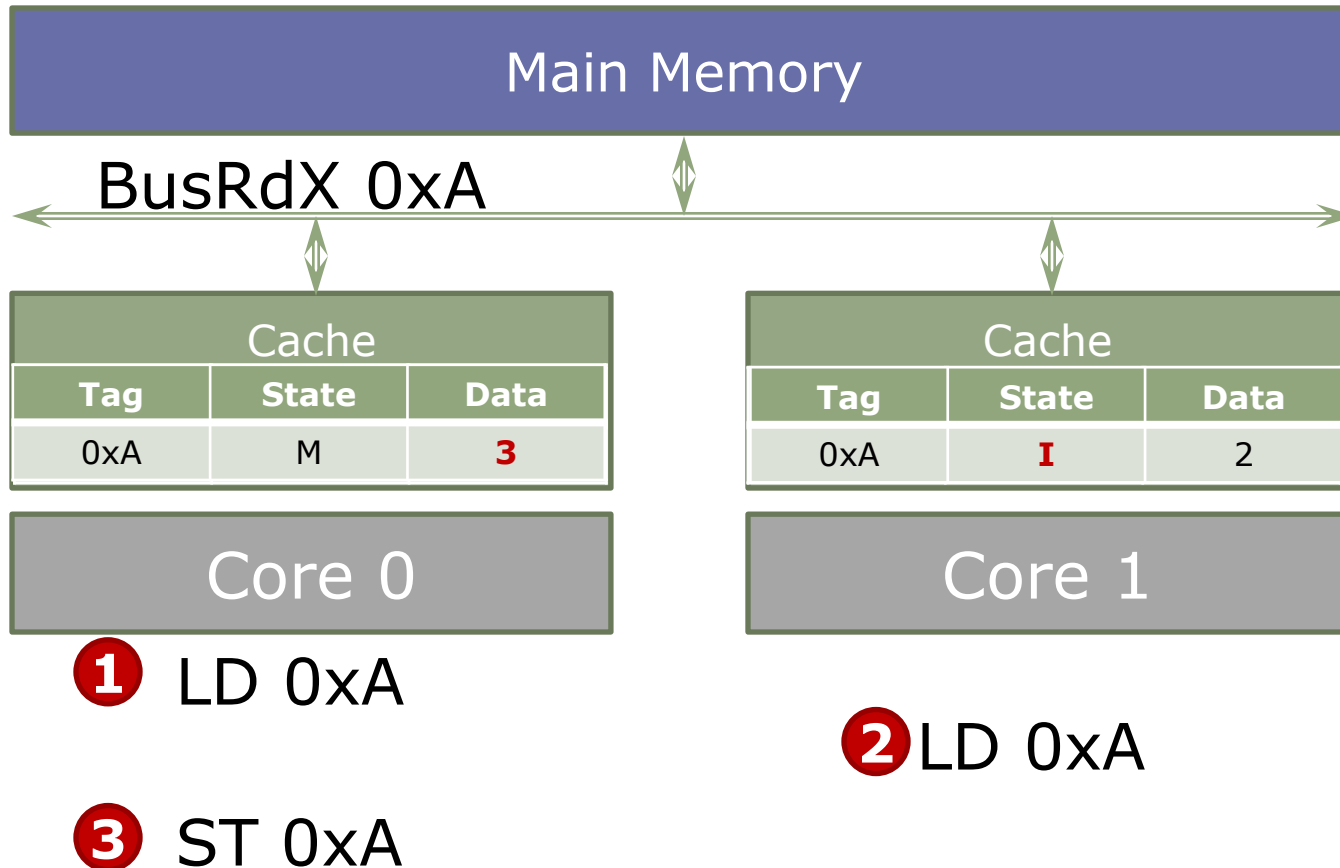 Main Memory
BusRdX 0xA
Cache
Tag State Data
0xA M 3
Core 0
Cache
Tag State Data
0xA I 2
Core 1
1 LD 0xA
2 LD 0xA
3 ST 0xA